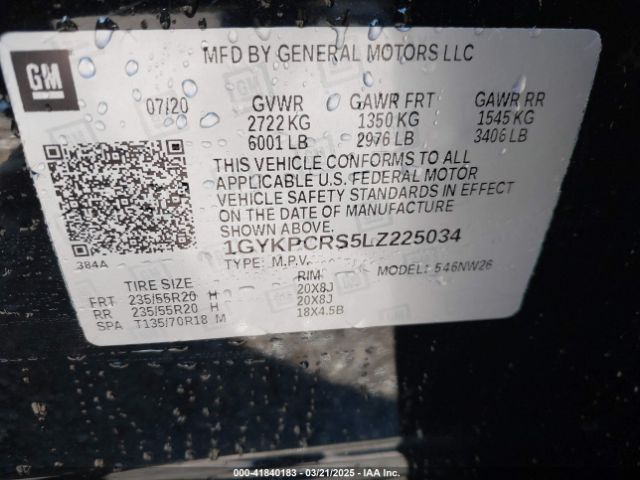 GM
MFD BY GENERAL MOTORS LLC
07/20 GVWR GAWR FRT GAWR RR
2722 KG 1350 KG 1545 KG
6001 LB 2976 LB 3406 LB
THIS VEHICLE CONFORMS TO ALL
APPLICABLE U.S. FEDERAL MOTOR
VEHICLE SAFETY STANDARDS IN EFFECT
ON THE DATE OF MANUFACTURE
SHOWN ABOVE.
1GYKPCRS5LZ225034
384A TYPE: M.P.V. MODEL: 546NW26
TIRE SIZE RIM
FRT 235/55R20 H 20X8J
RR 235/55R20 H 20X8J
SPA T135/70R18 M 18X4.5B
00-41840183 — 03/21/2025 — IAA Inc.